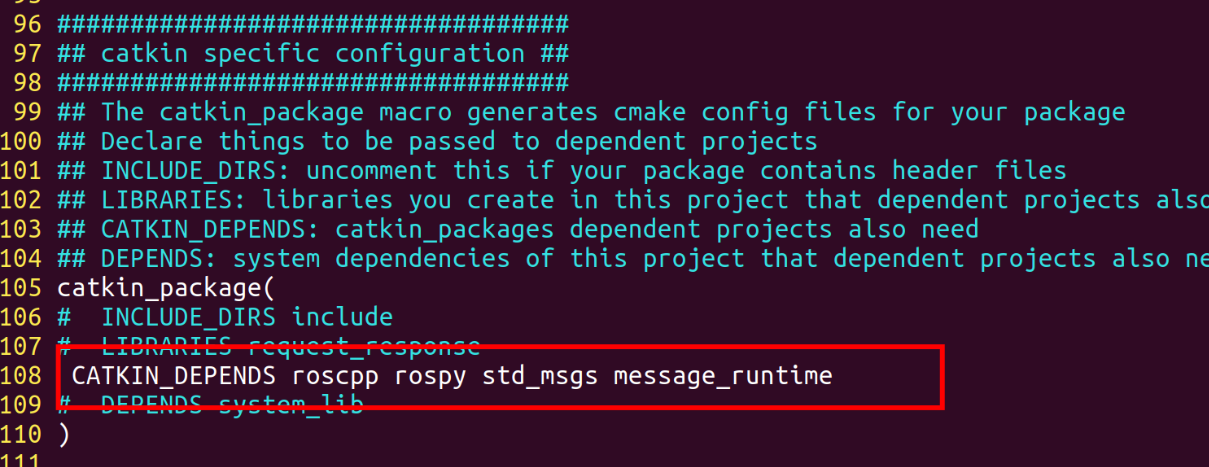 95
96 ###################################
97 ## catkin specific configuration ##
98 ###################################
99 ## The catkin_package macro generates cmake config files for your package
100 ## Declare things to be passed to dependent projects
101 ## INCLUDE_DIRS: uncomment this if your package contains header files
102 ## LIBRARIES: libraries you create in this project that dependent projects also
103 ## CATKIN_DEPENDS: catkin_packages dependent projects also need
104 ## DEPENDS: system dependencies of this project that dependent projects also ne
105 catkin_package(
106 #  INCLUDE_DIRS include
107 #  LIBRARIES request_response
108  CATKIN_DEPENDS roscpp rospy std_msgs message_runtime
109 #  DEPENDS system_lib
110 )
111